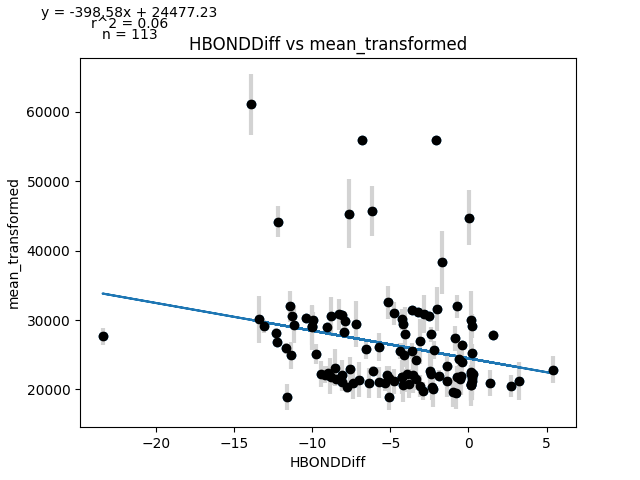 y = -398.58x + 24477.23
r^2 = 0.06
n = 113
HBONDDiff vs mean_transformed
60000
50000
40000
30000
20000
mean_transformed
−20
−15
−10
−5
0
5
HBONDDiff